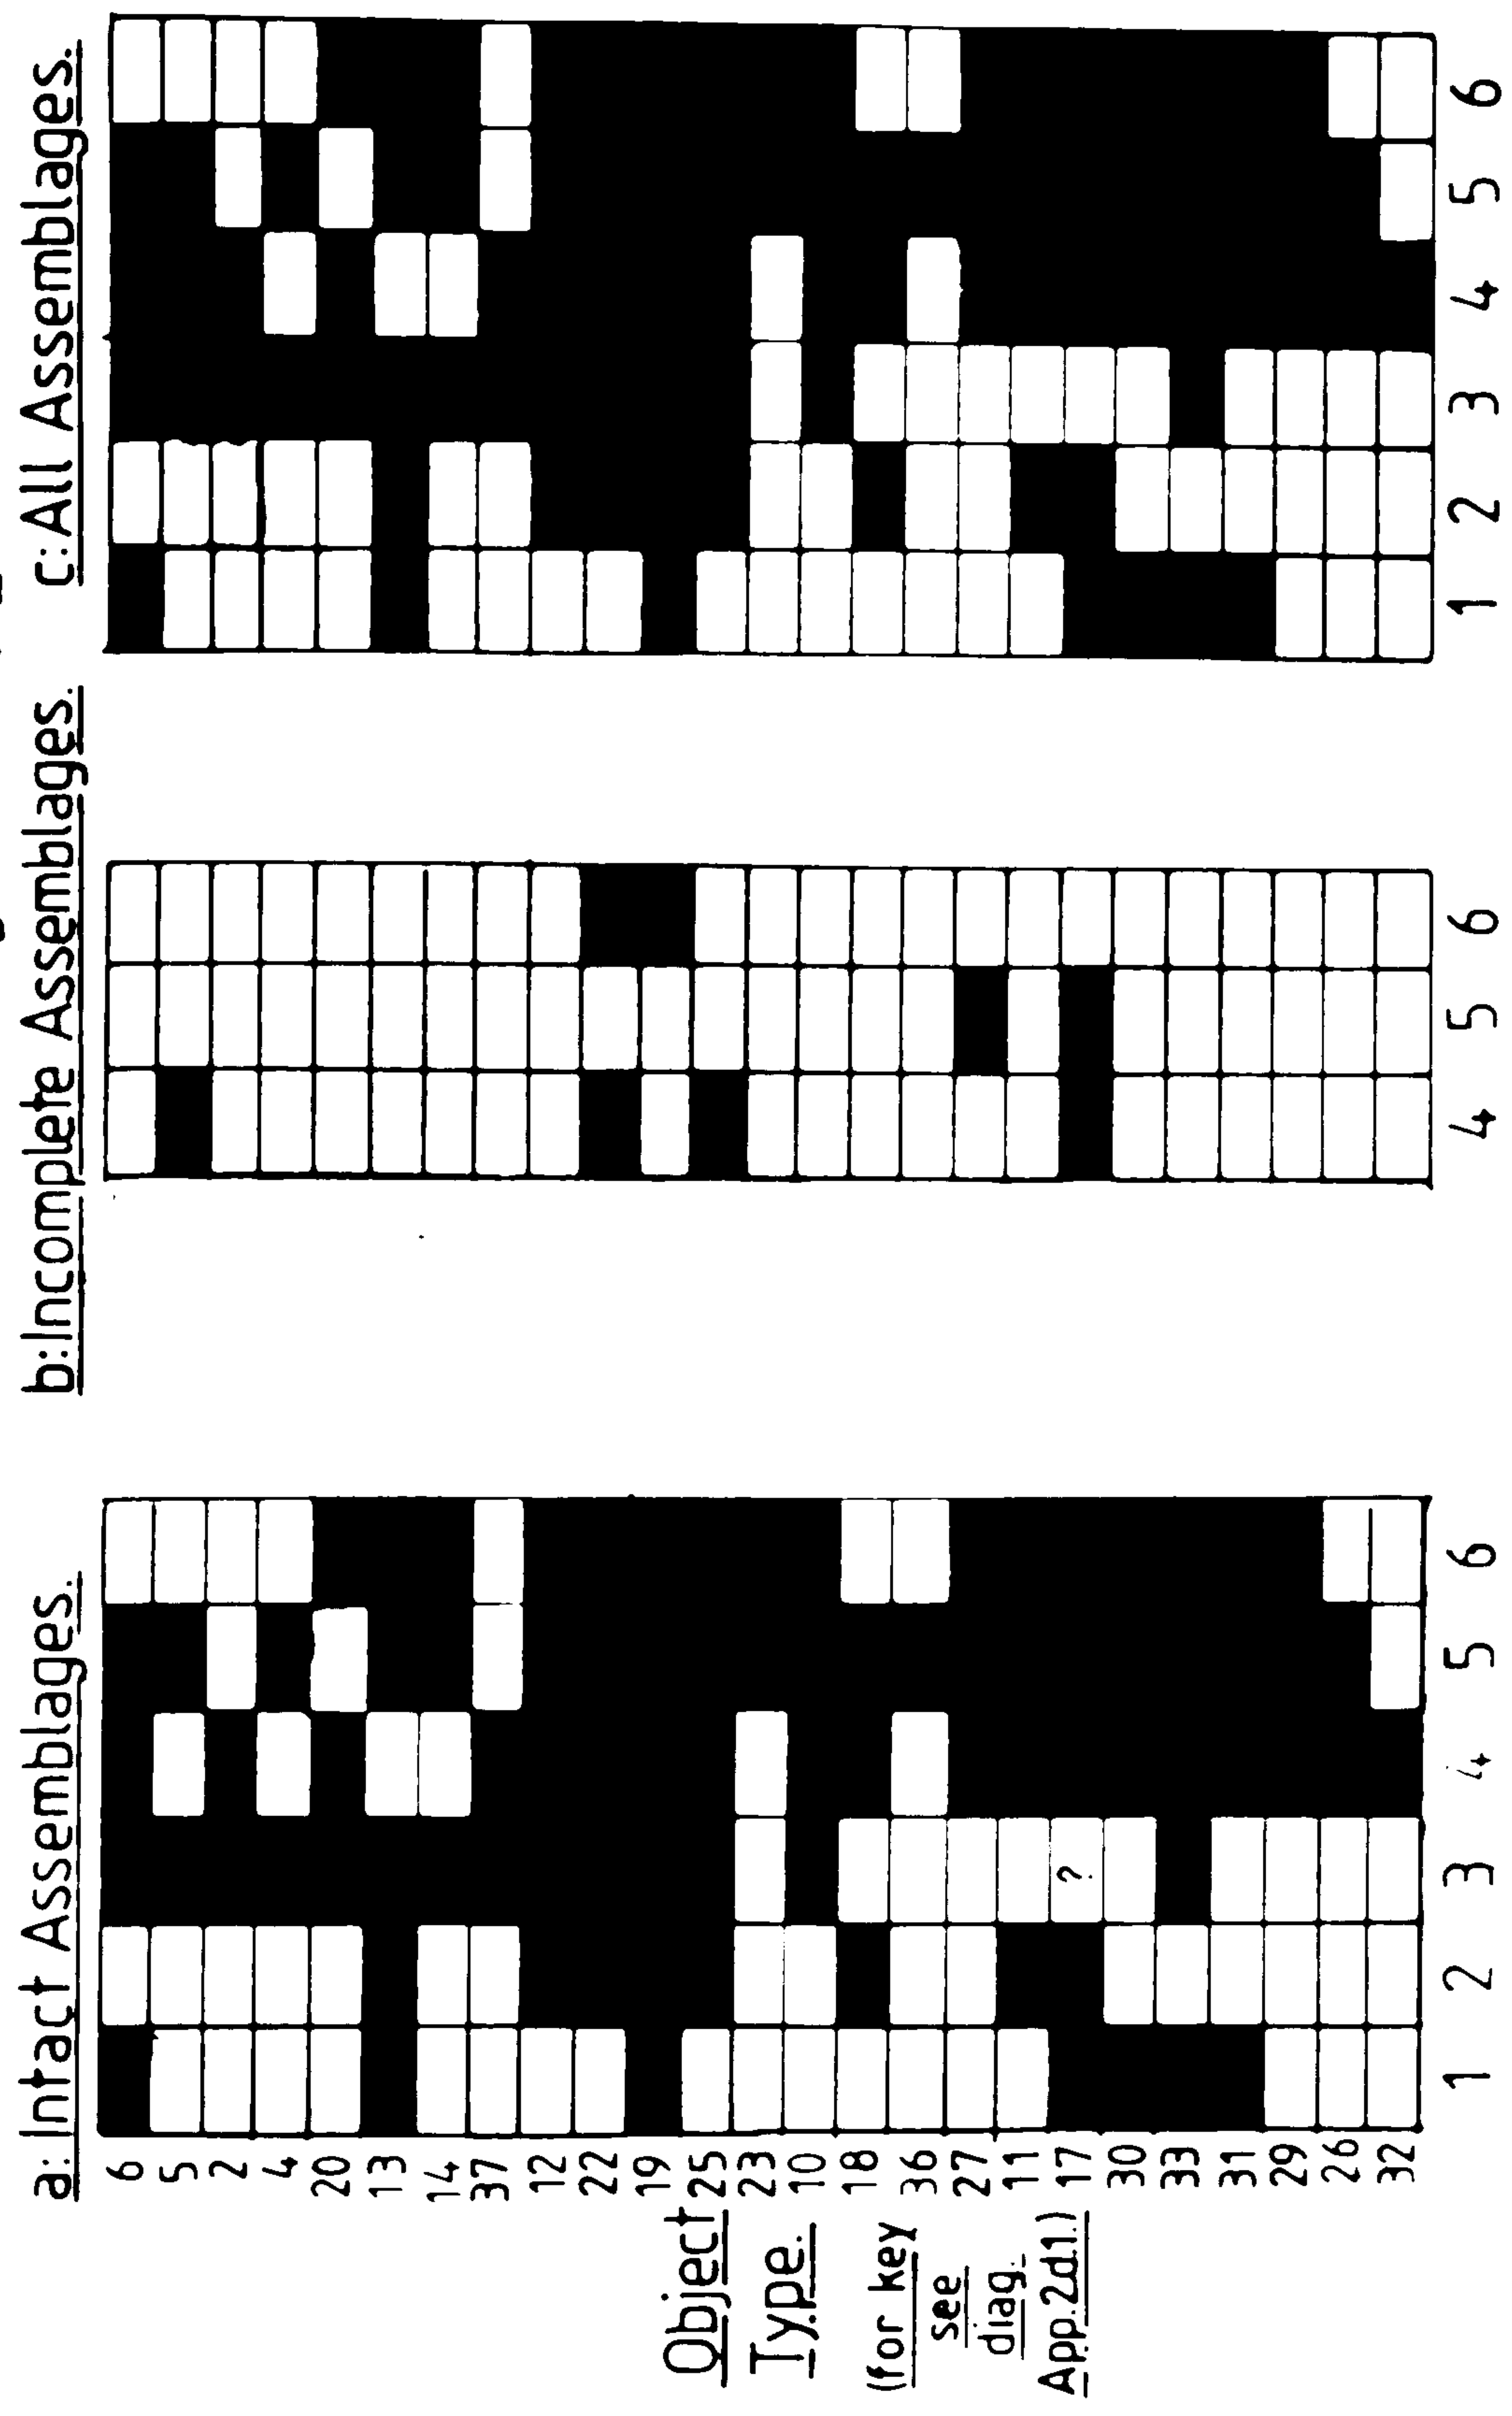 a: Intact Assemblages.
b: Incomplete Assemblages.
c: All Assemblages.
6
5
2
4
20
13
14
37
12
22
19
25
23
10
18
36
27
11
17
30
33
31
29
26
32
Object
Type.
(for key
see
diag.
App.2d.1.)
?
1 2 3 4 5 6
4 5 6
1 2 3 4 5 6